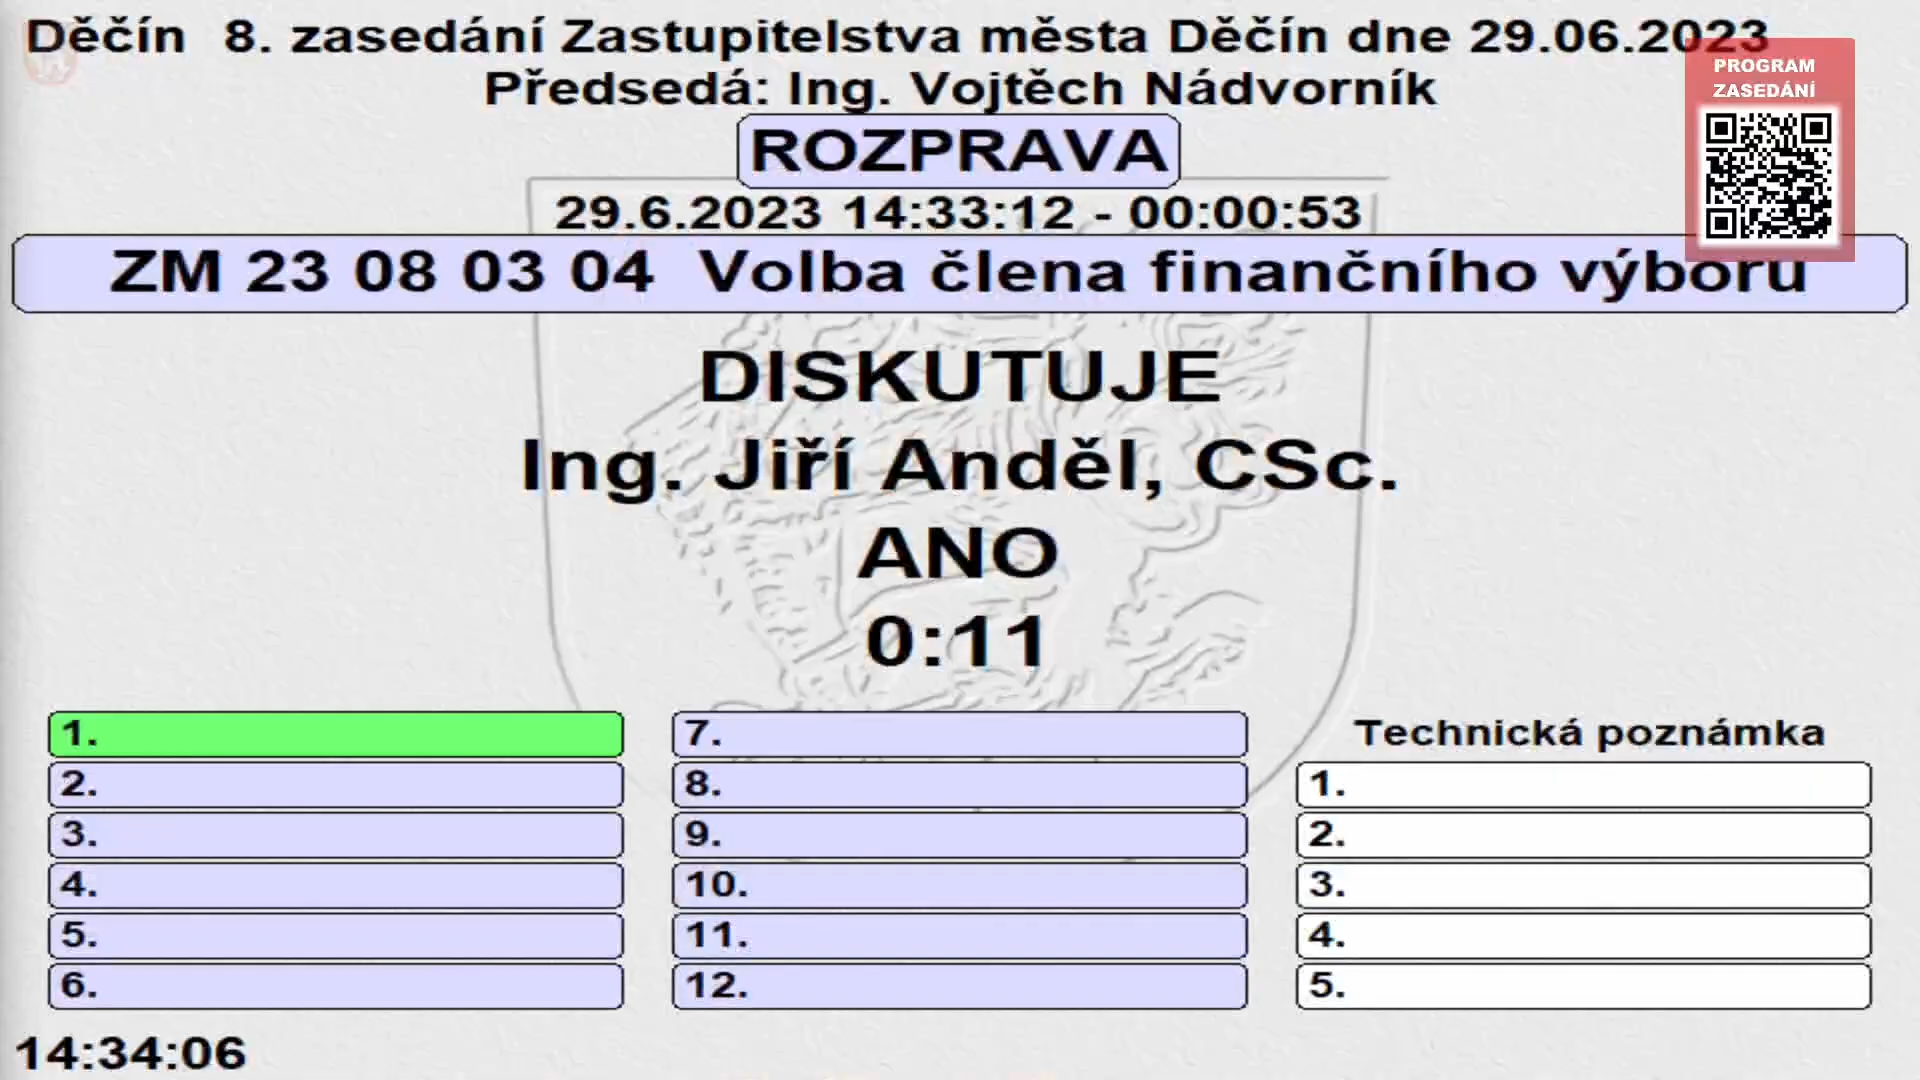 Děčín 8. zasedání Zastupitelstva města Děčín dne 29.06.2023
Předsedá: Ing. Vojtěch Nádvorník
PROGRAM
ZASEDÁNÍ
ROZPRAVA
29.6.2023 14:33:12 - 00:00:53
ZM 23 08 03 04 Volba člena finančního výboru
DISKUTUJE
Ing. Jiří Anděl, CSc.
ANO
0:11
1.
2.
3.
4.
5.
6.
7.
8.
9.
10.
11.
12.
Technická poznámka
1.
2.
3.
4.
5.
14:34:06